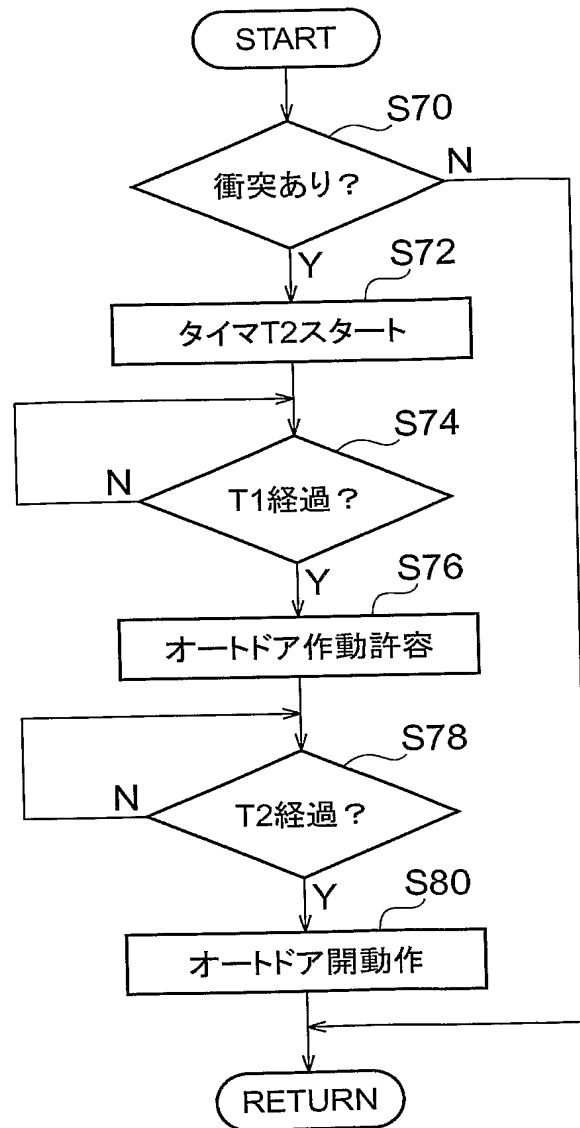 START
S70
衝突あり?
N
Y
S72
タイマT2スタート
S74
N
T1経過?
Y
S76
オートドア作動許容
S78
N
T2経過?
Y
S80
オートドア開動作
RETURN